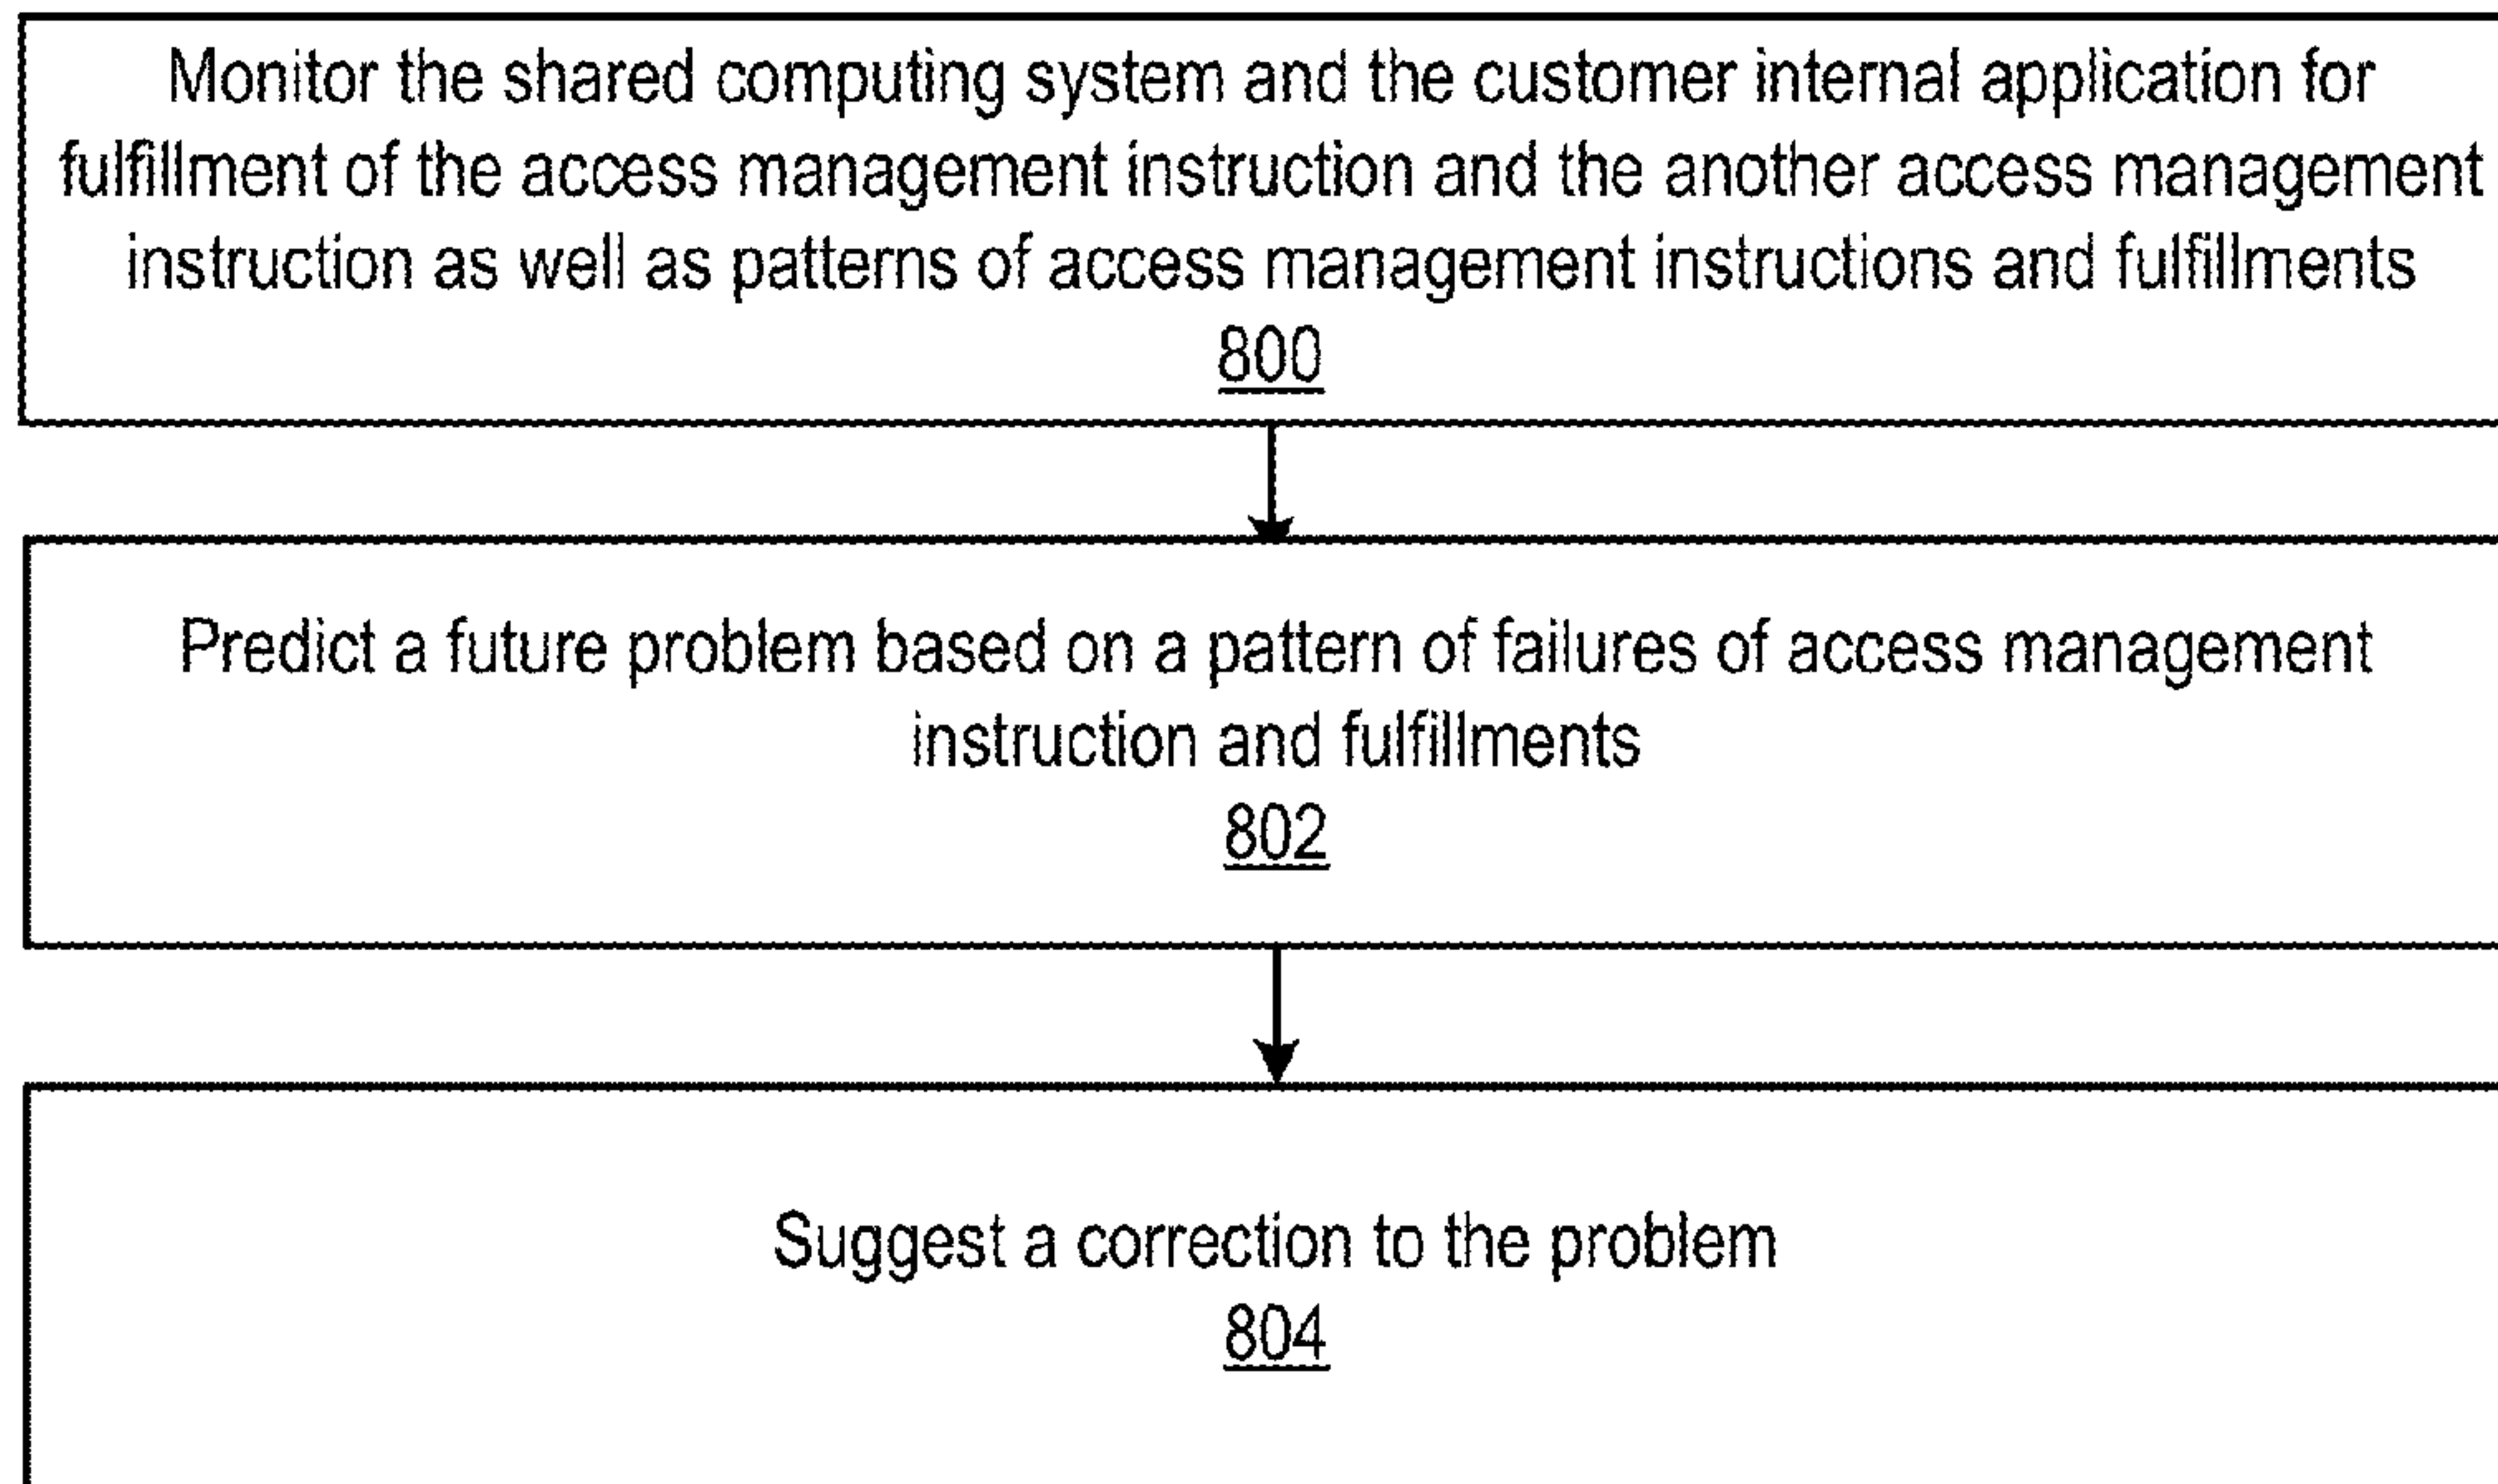 Monitor the shared computing system and the customer internal application for
fulfillment of the access management instruction and the another access management
instruction as well as patterns of access management instructions and fulfillments
800
Predict a future problem based on a pattern of failures of access management
instruction and fulfillments
802
Suggest a correction to the problem
804